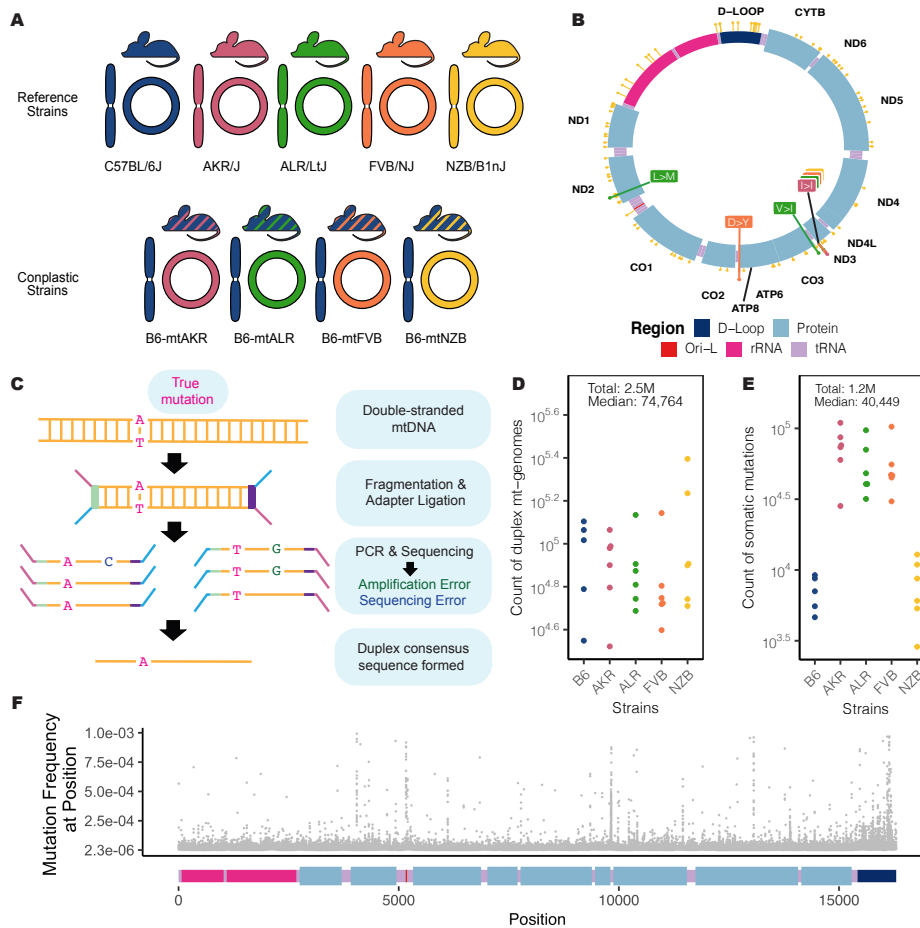 A
Reference
Strains
C57BL/6J
AKR/J
ALR/LtJ
FVB/NJ
NZB/B1nJ
Conplastic
Strains
B6-mtAKR
B6-mtALR
B6-mtFVB
B6-mtNZB
B
D−LOOP
CYTB
ND6
ND5
ND4
ND4L
ND3
CO3
ATP6
ATP8
CO2
CO1
ND2
ND1
L>M
D>Y
V>I
I>I
Region
D−Loop
Protein
Ori−L
rRNA
tRNA
C
True
mutation
A
T
Double-stranded
mtDNA
A
T
Fragmentation &
Adapter Ligation
A C
A
A
T G
T G
T
PCR & Sequencing
Amplification Error
Sequencing Error
A
Duplex consensus
sequence formed
D
Total: 2.5M
Median: 74,764
Count of duplex mt−genomes
10^5.6
10^5.4
10^5.2
10^5
10^4.8
10^4.6
B6
AKR
ALR
FVB
NZB
Strains
E
Total: 1.2M
Median: 40,449
Count of somatic mutations
10^5
10^4.5
10^4
10^3.5
B6
AKR
ALR
FVB
NZB
Strains
F
Mutation Frequency
at Position
1.0e−03
7.5e−04
5.0e−04
2.5e−04
2.3e−06
0
5000
10000
15000
Position